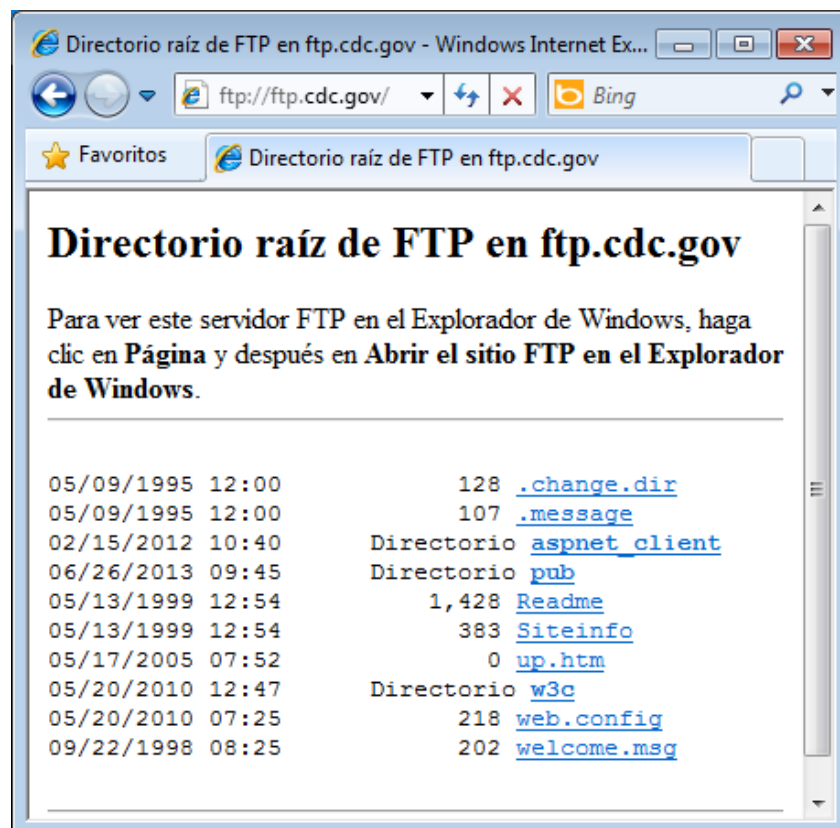 Directorio raíz de FTP en ftp.cdc.gov - Windows Internet Ex...
ftp://ftp.cdc.gov/ Bing
Favoritos Directorio raíz de FTP en ftp.cdc.gov
Directorio raíz de FTP en ftp.cdc.gov
Para ver este servidor FTP en el Explorador de Windows, haga
clic en Página y después en Abrir el sitio FTP en el Explorador
de Windows.
05/09/1995 12:00 128 .change.dir
05/09/1995 12:00 107 .message
02/15/2012 10:40 Directorio aspnet_client
06/26/2013 09:45 Directorio pub
05/13/1999 12:54 1,428 Readme
05/13/1999 12:54 383 Siteinfo
05/17/2005 07:52 0 up.htm
05/20/2010 12:47 Directorio w3c
05/20/2010 07:25 218 web.config
09/22/1998 08:25 202 welcome.msg